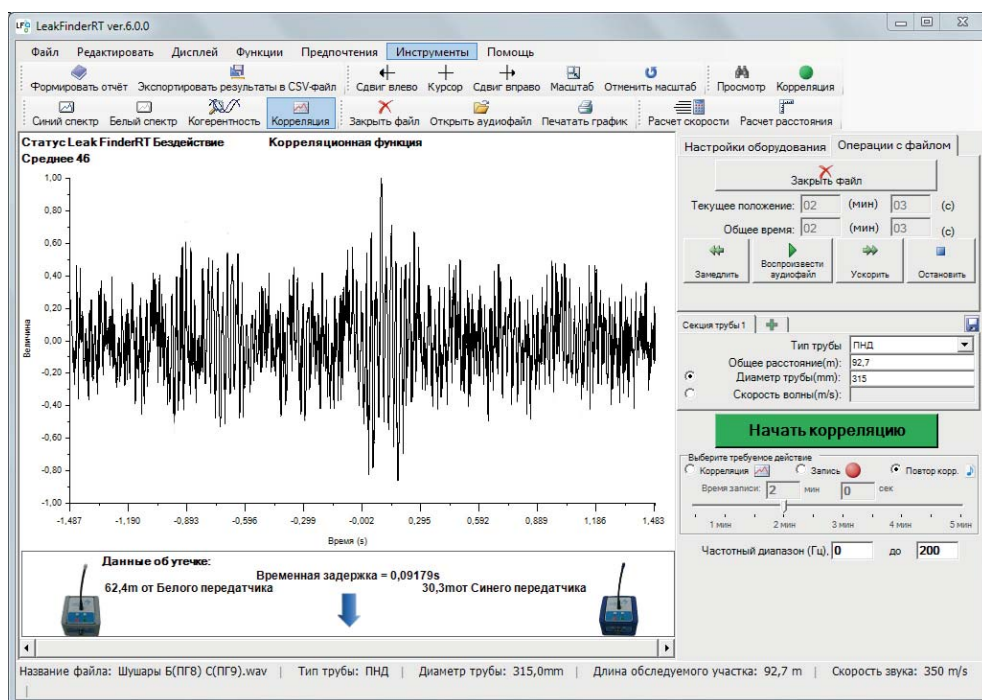 LeakFinderRT ver.6.0.0
Файл Редактировать Дисплей Функции Предпочтения Инструменты Помощь
Формировать отчёт Экспортировать результаты в CSV-файл Сдвиг влево Курсор Сдвиг вправо Масштаб Отменить масштаб Просмотр Корреляция
Синий спектр Белый спектр Когерентность Корреляция Закрыть файл Открыть аудиофайл Печатать график Расчет скорости Расчет расстояния
Статус Leak FinderRT Бездействие Корреляционная функция
Среднее 46
1,00
0,80
0,60
0,40
0,20
0,00
-0,20
-0,40
-0,60
-0,80
-1,00
Величина
-1,487 -1,190 -0,893 -0,596 -0,299 -0,002 0,295 0,592 0,889 1,186 1,483
Время (s)
Данные об утечке:
Временная задержка = 0,09179s
62,4m от Белого передатчика 30,3mот Синего передатчика
Настройки оборудования Операции с файлом
Закрыть файл
Текущее положение: 02 (мин) 03 (с)
Общее время: 02 (мин) 03 (с)
Замедлить Воспроизвести аудиофайл Ускорить Остановить
Секция трубы 1
Тип трубы ПНД
Общее расстояние(m): 92,7
Диаметр трубы(mm): 315
Скорость волны(m/s):
Начать корреляцию
Выберите требуемое действие
Корреляция Запись Повтор корр.
Время записи: 2 мин 0 сек
1 мин 2 мин 3 мин 4 мин 5 мин
Частотный диапазон (Гц), 0 до 200
Название файла: Шушары Б(ПГ8) С(ПГ9).wav | Тип трубы: ПНД | Диаметр трубы: 315,0mm | Длина обследуемого участка: 92,7 m | Скорость звука: 350 m/s